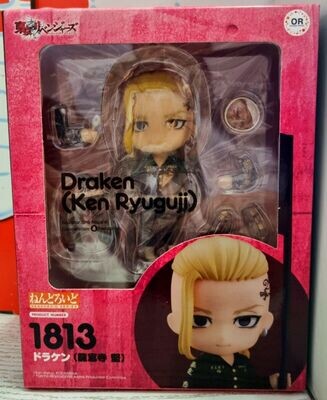 東京リベンジャーズ
OR
Draken
(Ken Ryuguji)
ねんどろいど
PRODUCT NUMBER
1813
ドラケン(龍宮寺 堅)